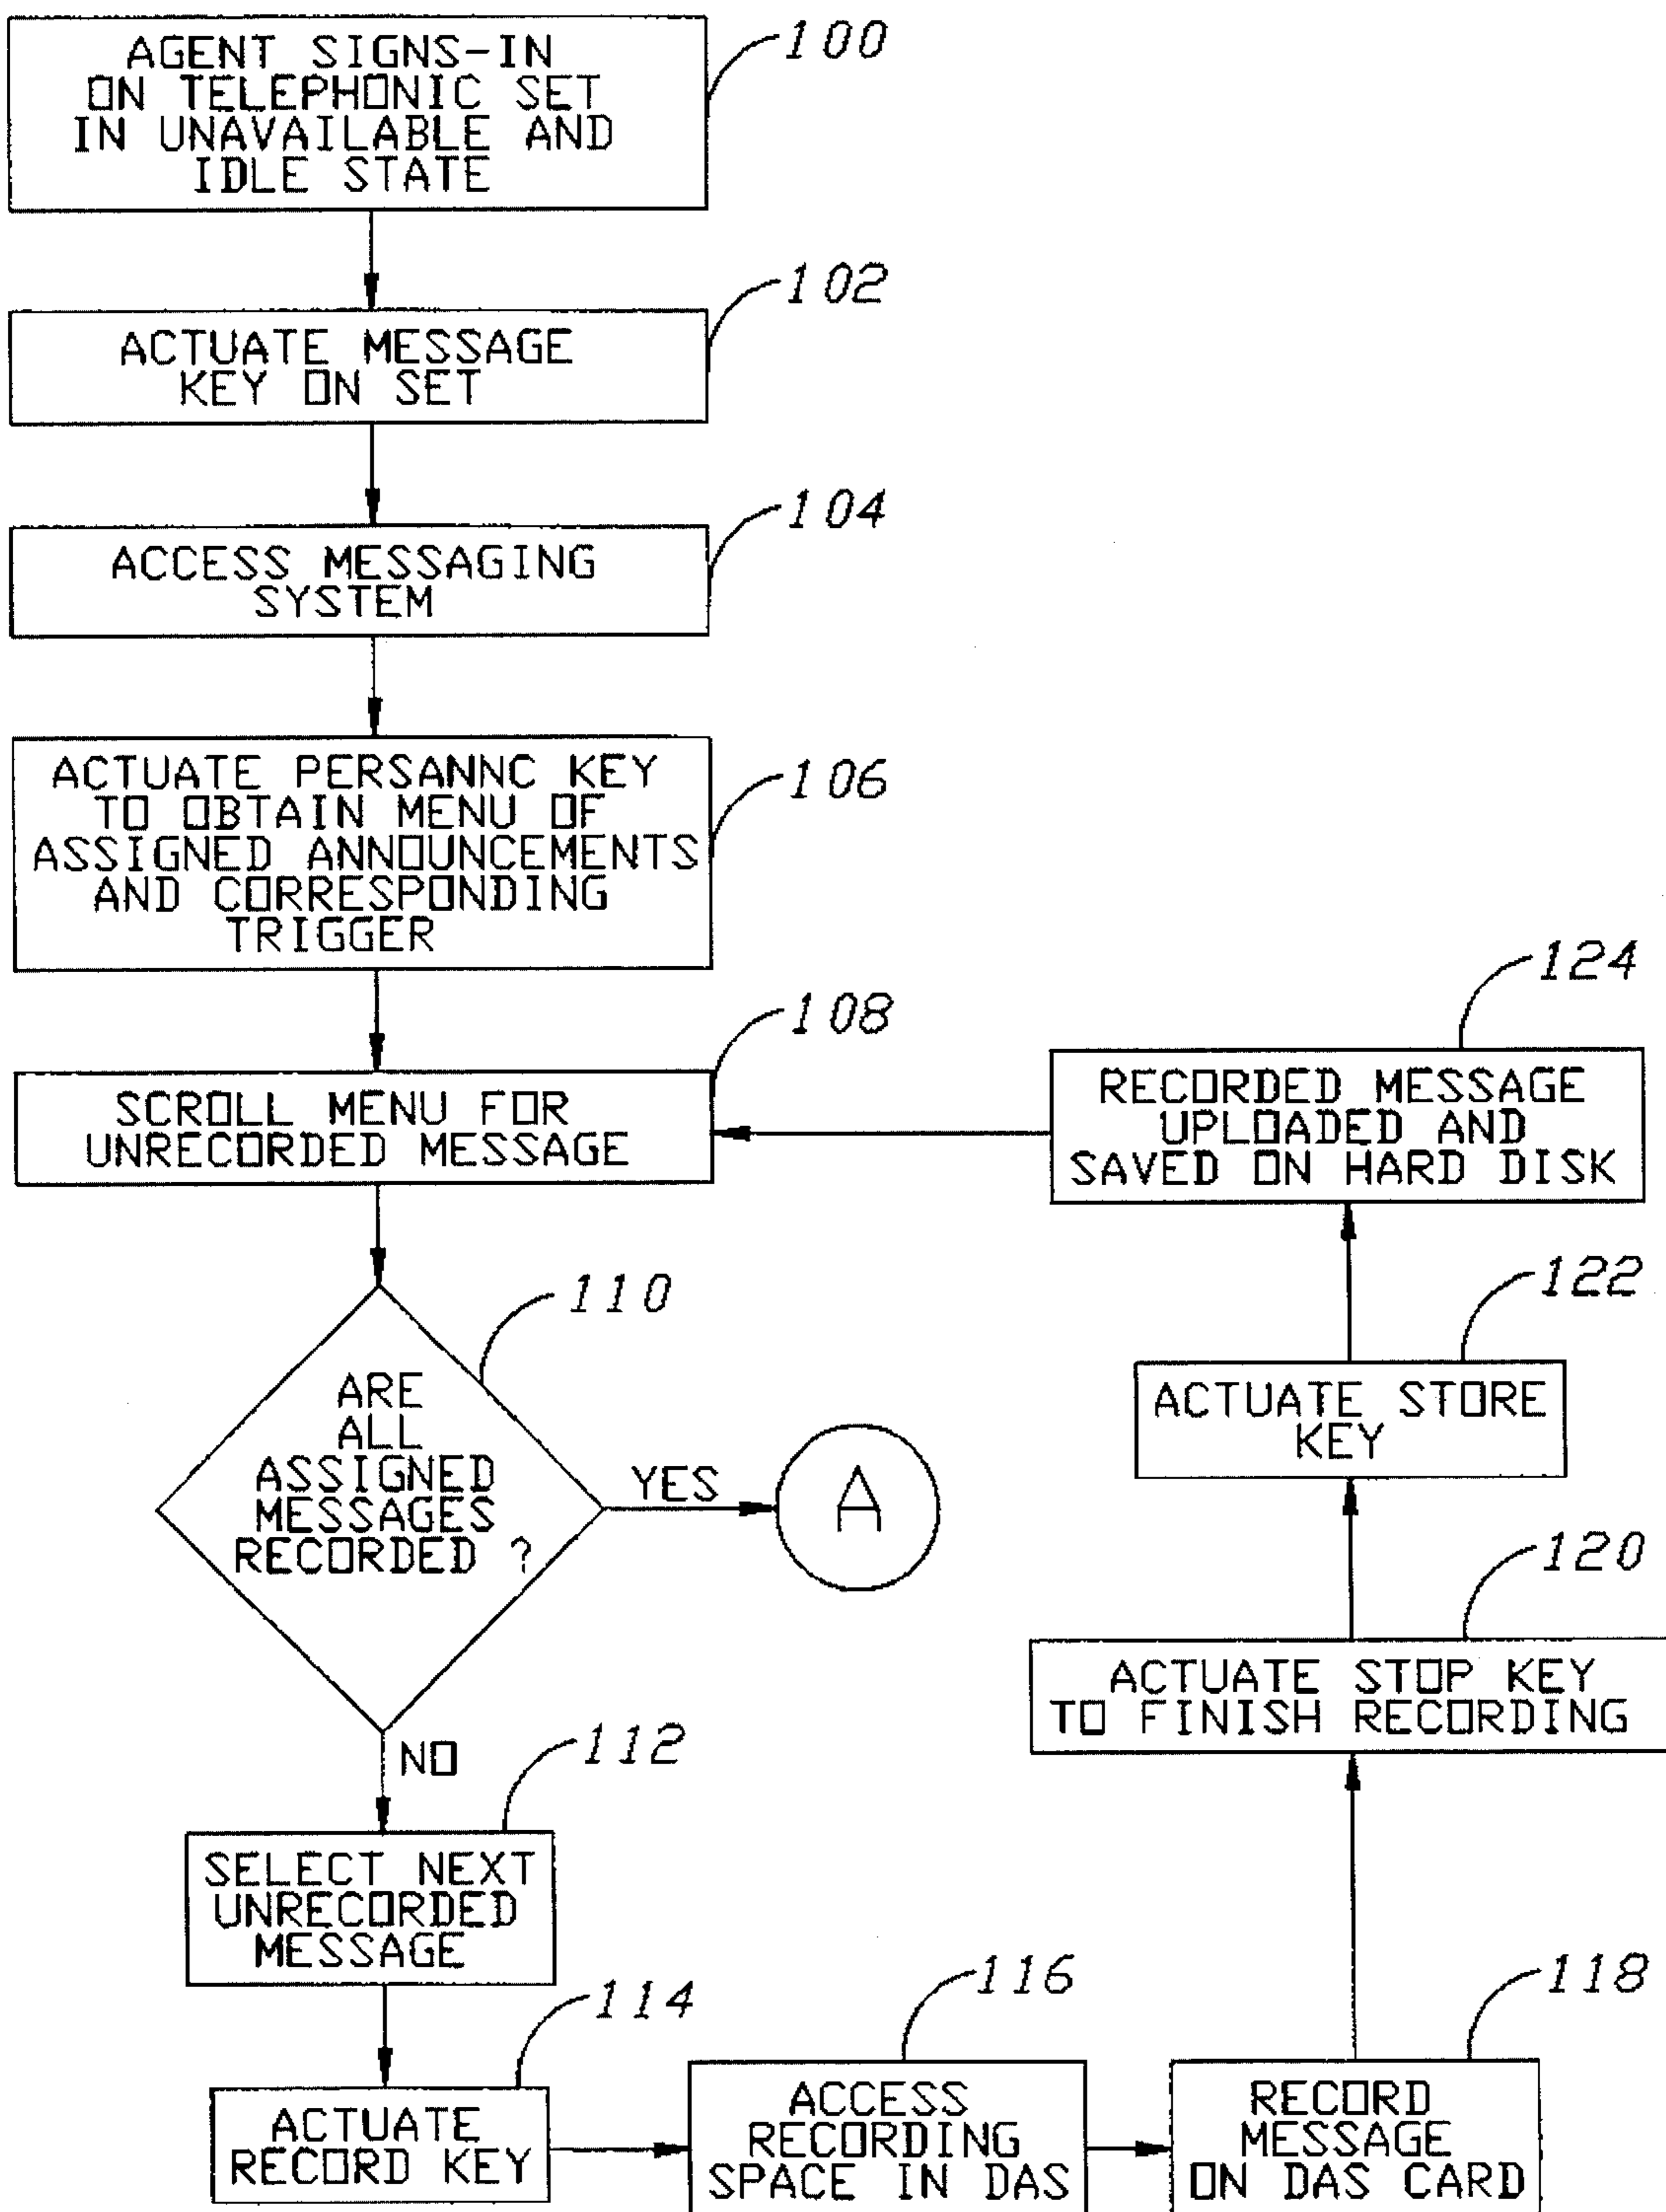 AGENT SIGNS-IN
ON TELEPHONIC SET
IN UNAVAILABLE AND
IDLE STATE
100
ACTUATE MESSAGE
KEY ON SET
102
ACCESS MESSAGING
SYSTEM
104
ACTUATE PERSANNC KEY
TO OBTAIN MENU OF
ASSIGNED ANNOUNCEMENTS
AND CORRESPONDING
TRIGGER
106
SCROLL MENU FOR
UNRECORDED MESSAGE
108
ARE
ALL
ASSIGNED
MESSAGES
RECORDED ?
110
YES
A
NO
SELECT NEXT
UNRECORDED
MESSAGE
112
ACTUATE
RECORD KEY
114
ACCESS
RECORDING
SPACE IN DAS
116
RECORD
MESSAGE
ON DAS CARD
118
ACTUATE STOP KEY
TO FINISH RECORDING
120
ACTUATE STORE
KEY
122
RECORDED MESSAGE
UPLOADED AND
SAVED ON HARD DISK
124